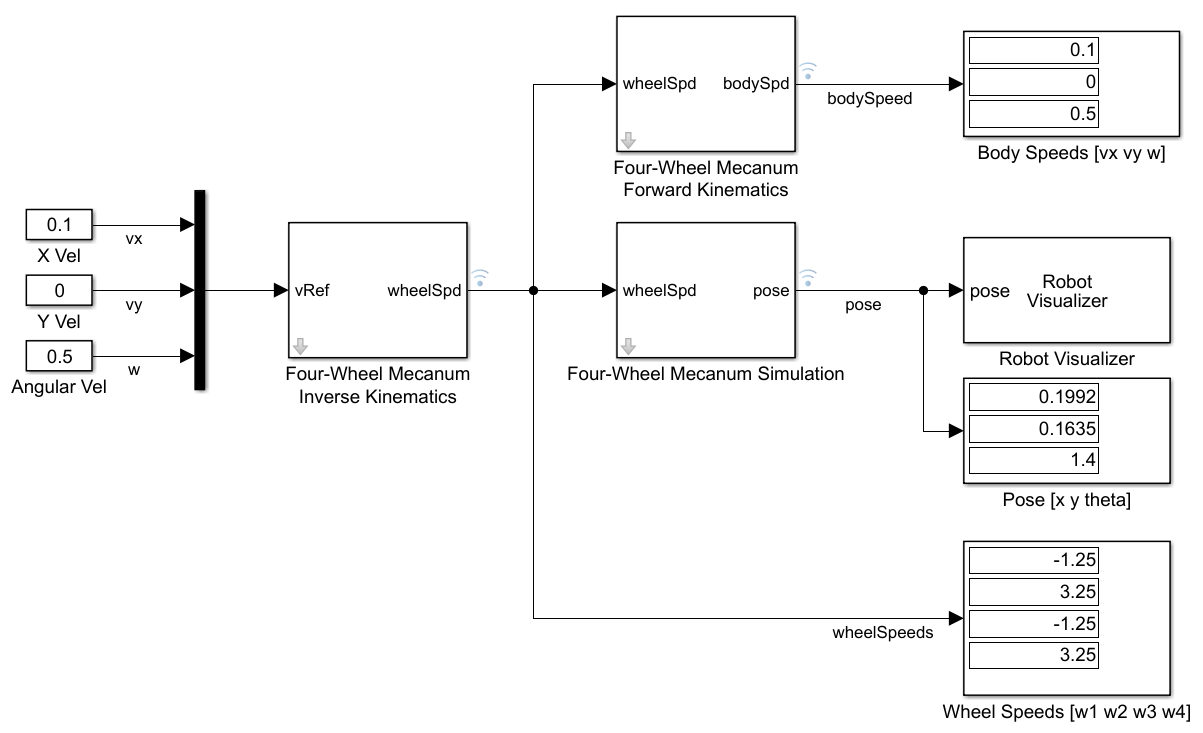 0.1
vx
X Vel
0
vy
Y Vel
0.5
w
Angular Vel
vRef
wheelSpd
Four-Wheel Mecanum
Inverse Kinematics
wheelSpd
bodySpd
Four-Wheel Mecanum
Forward Kinematics
bodySpeed
0.1
0
0.5
Body Speeds [vx vy w]
wheelSpd
pose
Four-Wheel Mecanum Simulation
pose
pose
Robot
Visualizer
Robot Visualizer
0.1992
0.1635
1.4
Pose [x y theta]
wheelSpeeds
-1.25
3.25
-1.25
3.25
Wheel Speeds [w1 w2 w3 w4]